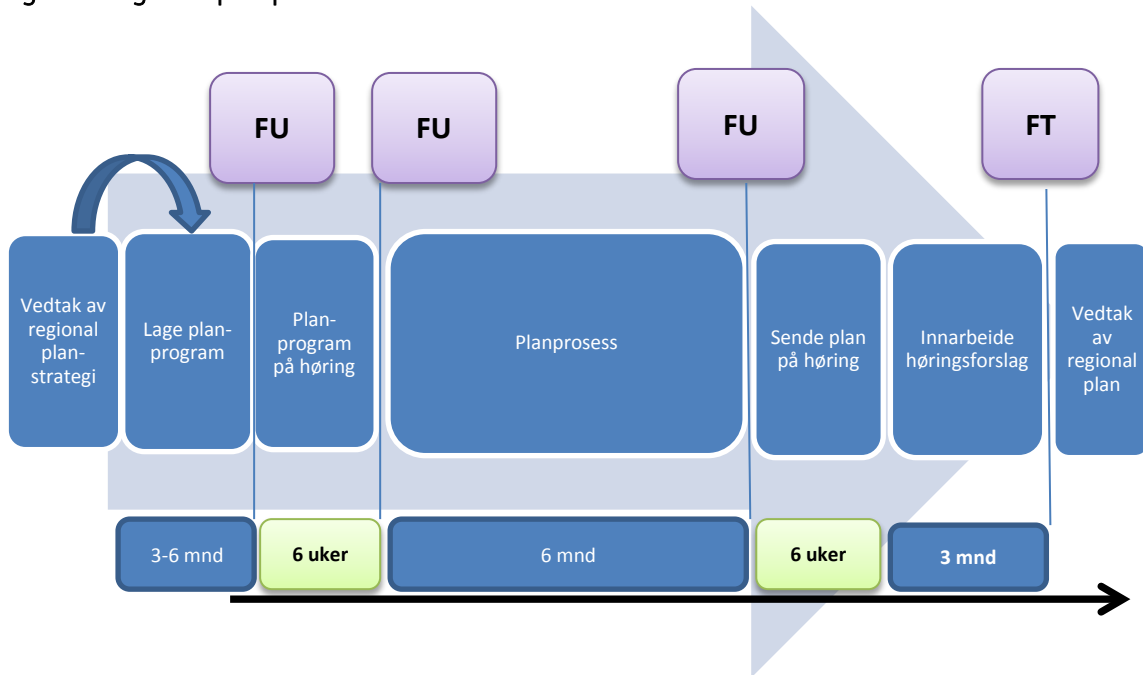 FU
FU
FU
FT
Vedtak av
regional
plan-
strategi
Lage plan-
program
Plan-
program
på høring
Planprosess
Sende plan
på høring
Innarbeide
høringsforslag
Vedtak
av
regional
plan
3-6 mnd
6 uker
6 mnd
6 uker
3 mnd